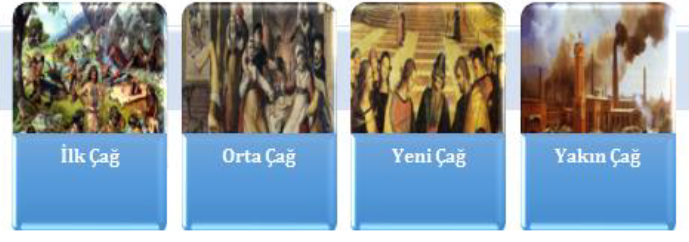 İlk Çağ
Orta Çağ
Yeni Çağ
Yakın Çağ